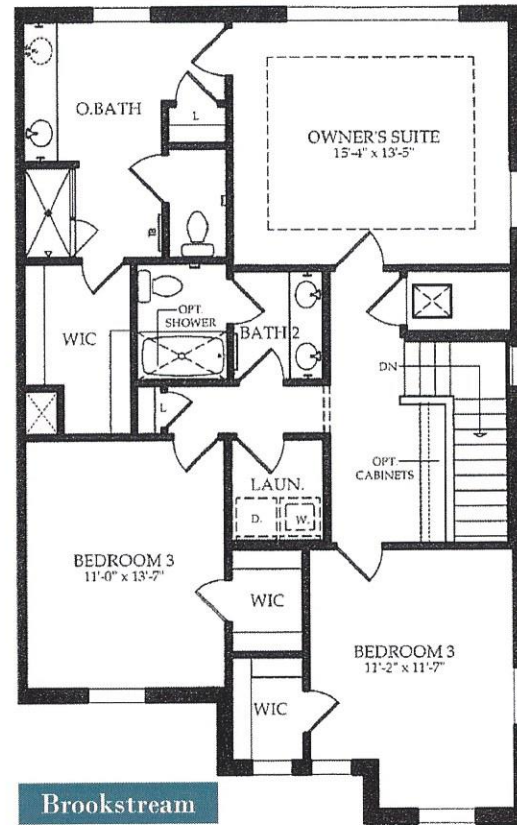 O.BATH
L
OWNER'S SUITE
15'-4" x 13'-5"
B
WIC
OPT.
SHOWER
BATH 2
DN
L
OPT.
CABINETS
LAUN.
D.
W.
BEDROOM 3
11'-0" x 13'-7"
WIC
BEDROOM 3
11'-2" x 11'-7"
WIC
Brookstream